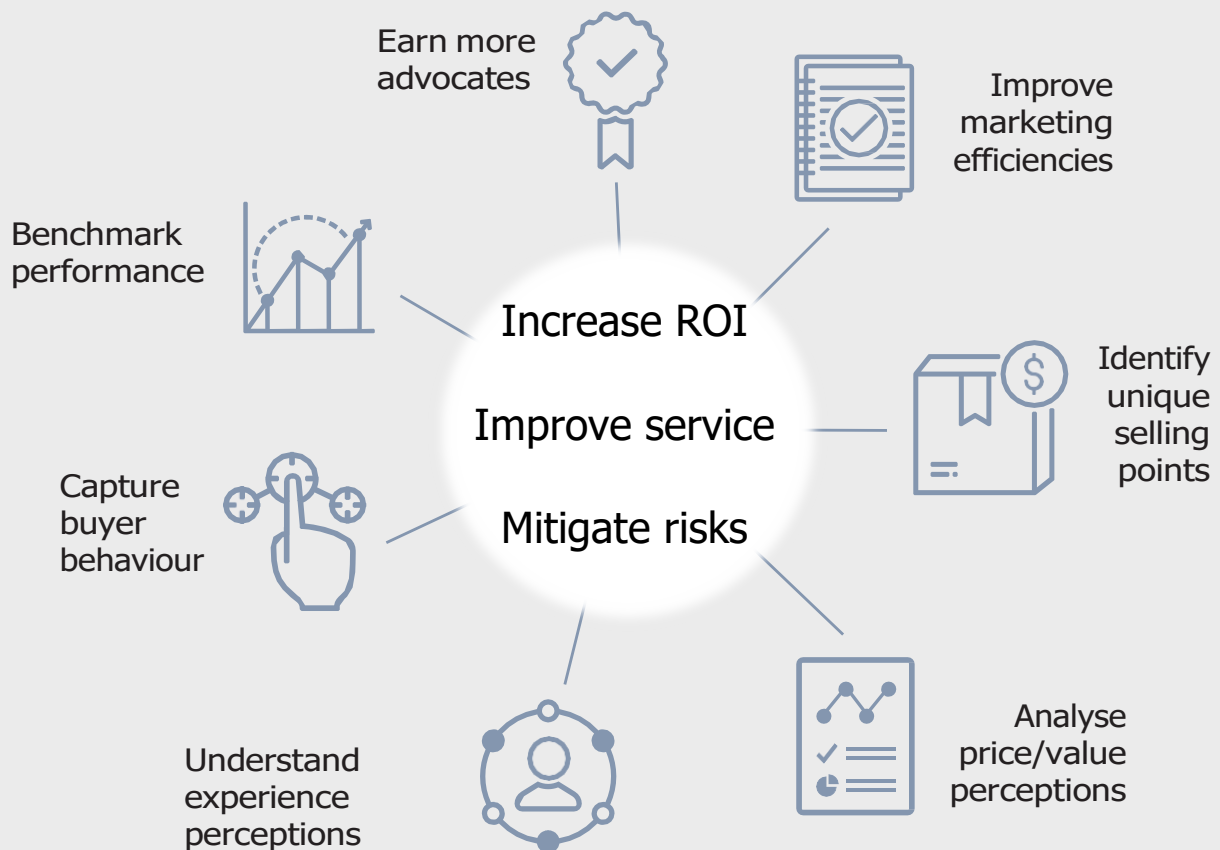 Earn more
advocates
Improve
marketing
efficiencies
Benchmark
performance
Increase ROI
Improve service
Mitigate risks
$
Identify
unique
selling
points
Capture
buyer
behaviour
Analyse
price/value
perceptions
Understand
experience
perceptions